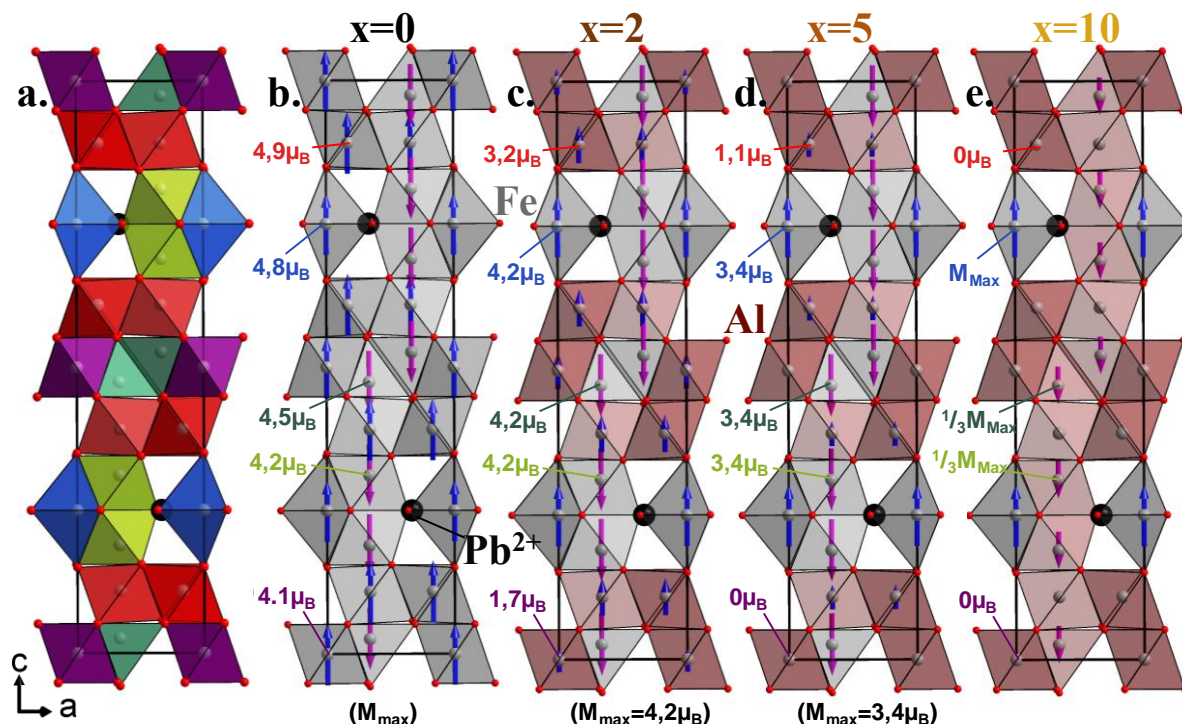 x=0
x=2
x=5
x=10
a.
b.
c.
d.
e.
4,9μB
3,2μB
1,1μB
0μB
Fe
4,8μB
4,2μB
3,4μB
MMax
Al
4,5μB
4,2μB
3,4μB
1/3MMax
4,2μB
4,2μB
3,4μB
1/3MMax
Pb2+
4.1μB
1,7μB
0μB
0μB
c
a
(Mmax)
(Mmax=4,2μB)
(Mmax=3,4μB)